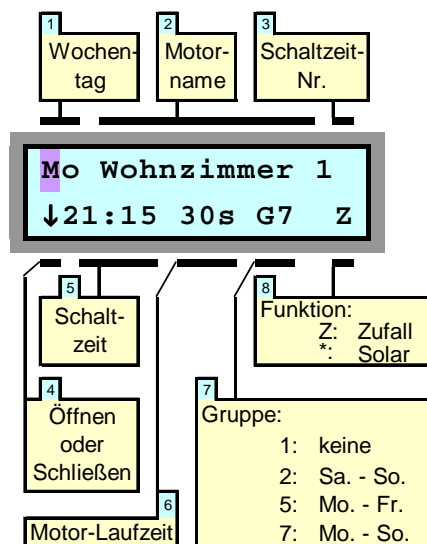 1
Wochen-
tag
2
Motor-
name
3
Schaltzeit-
Nr.
Mo Wohnzimmer 1
↓21:15 30s G7 Z
5
Schalt-
zeit
8
Funktion:
Z: Zufall
*: Solar
4
Öffnen
oder
Schließen
7
Gruppe:
1: keine
2: Sa. - So.
5: Mo. - Fr.
7: Mo. - So.
6
Motor-Laufzeit